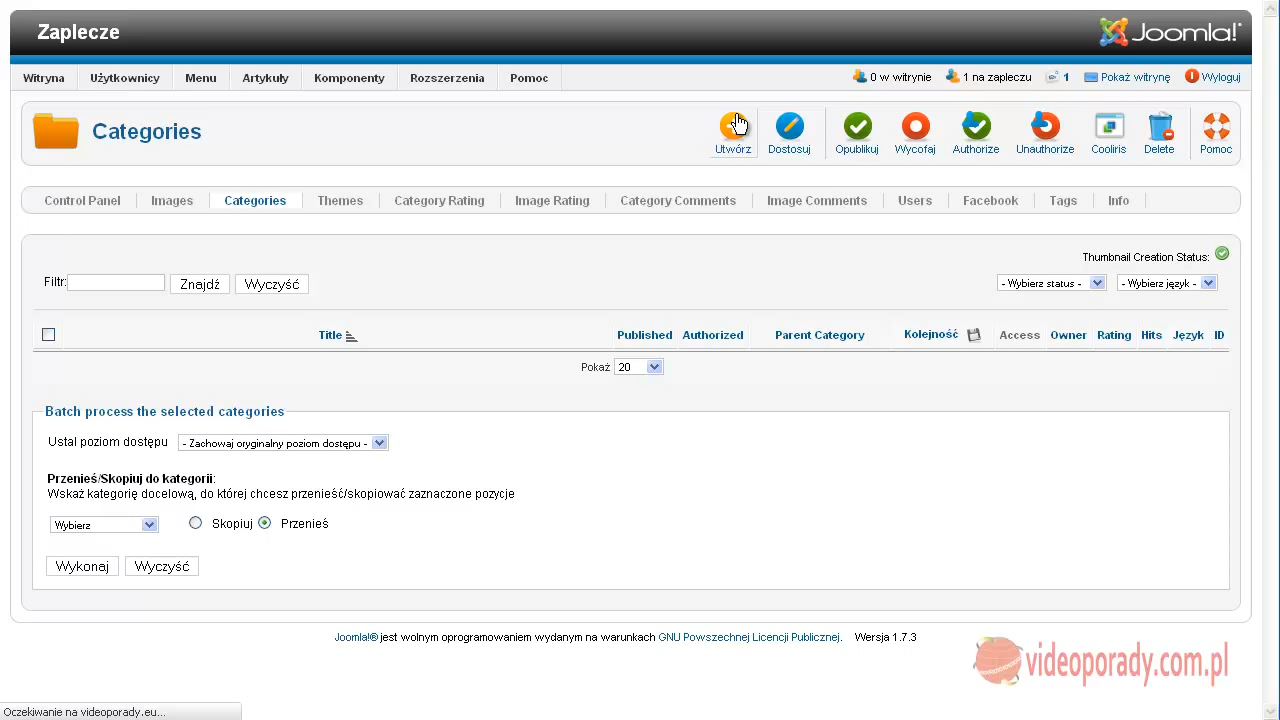 Zaplecze
Joomla!
Witryna Użytkownicy Menu Artykuły Komponenty Rozszerzenia Pomoc 0 w witrynie 1 na zapleczu 1 Pokaż witrynę Wyloguj
Categories
Utwórz Dostosuj Opublikuj Wycofaj Authorize Unauthorize Cooliris Delete Pomoc
Control Panel Images Categories Themes Category Rating Image Rating Category Comments Image Comments Users Facebook Tags Info
Thumbnail Creation Status:
Filtr: Znajdź Wyczyść - Wybierz status - - Wybierz język -
Title Published Authorized Parent Category Kolejność Access Owner Rating Hits Język ID
Pokaż 20
Batch process the selected categories
Ustal poziom dostępu - Zachowaj oryginalny poziom dostępu -
Przenieś/Skopiuj do kategorii:
Wskaż kategorię docelową, do której chcesz przenieść/skopiować zaznaczone pozycje
Wybierz Skopiuj Przenieś
Wykonaj Wyczyść
Joomla!® jest wolnym oprogramowaniem wydanym na warunkach GNU Powszechnej Licencji Publicznej. Wersja 1.7.3
videoporady.com.pl
Oczekiwanie na videoporady.eu...